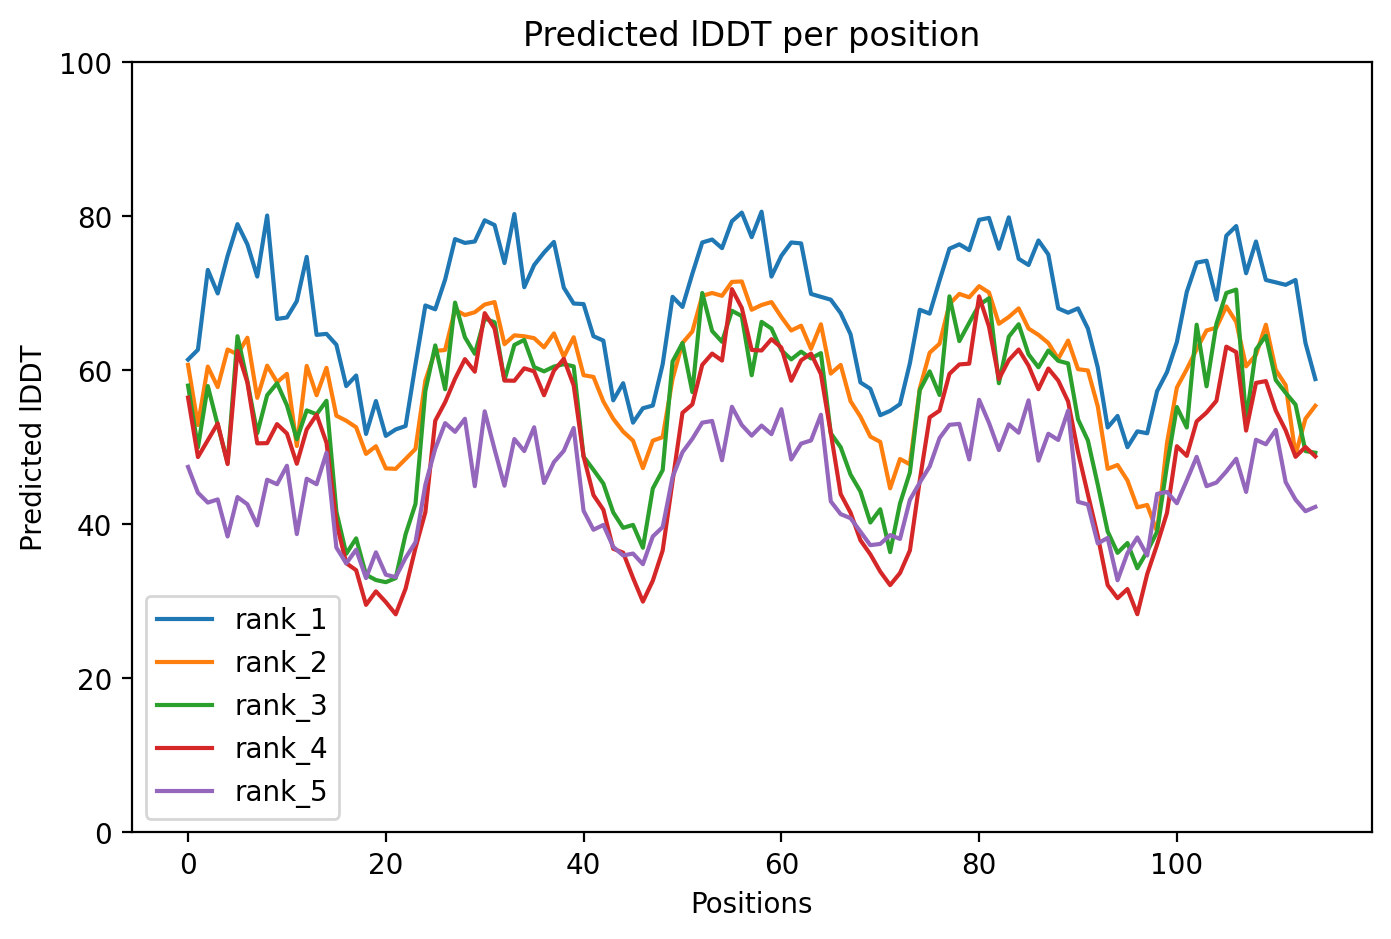 Predicted lDDT per position
100
80
60
40
20
0
Predicted lDDT
rank_1
rank_2
rank_3
rank_4
rank_5
0 20 40 60 80 100
Positions